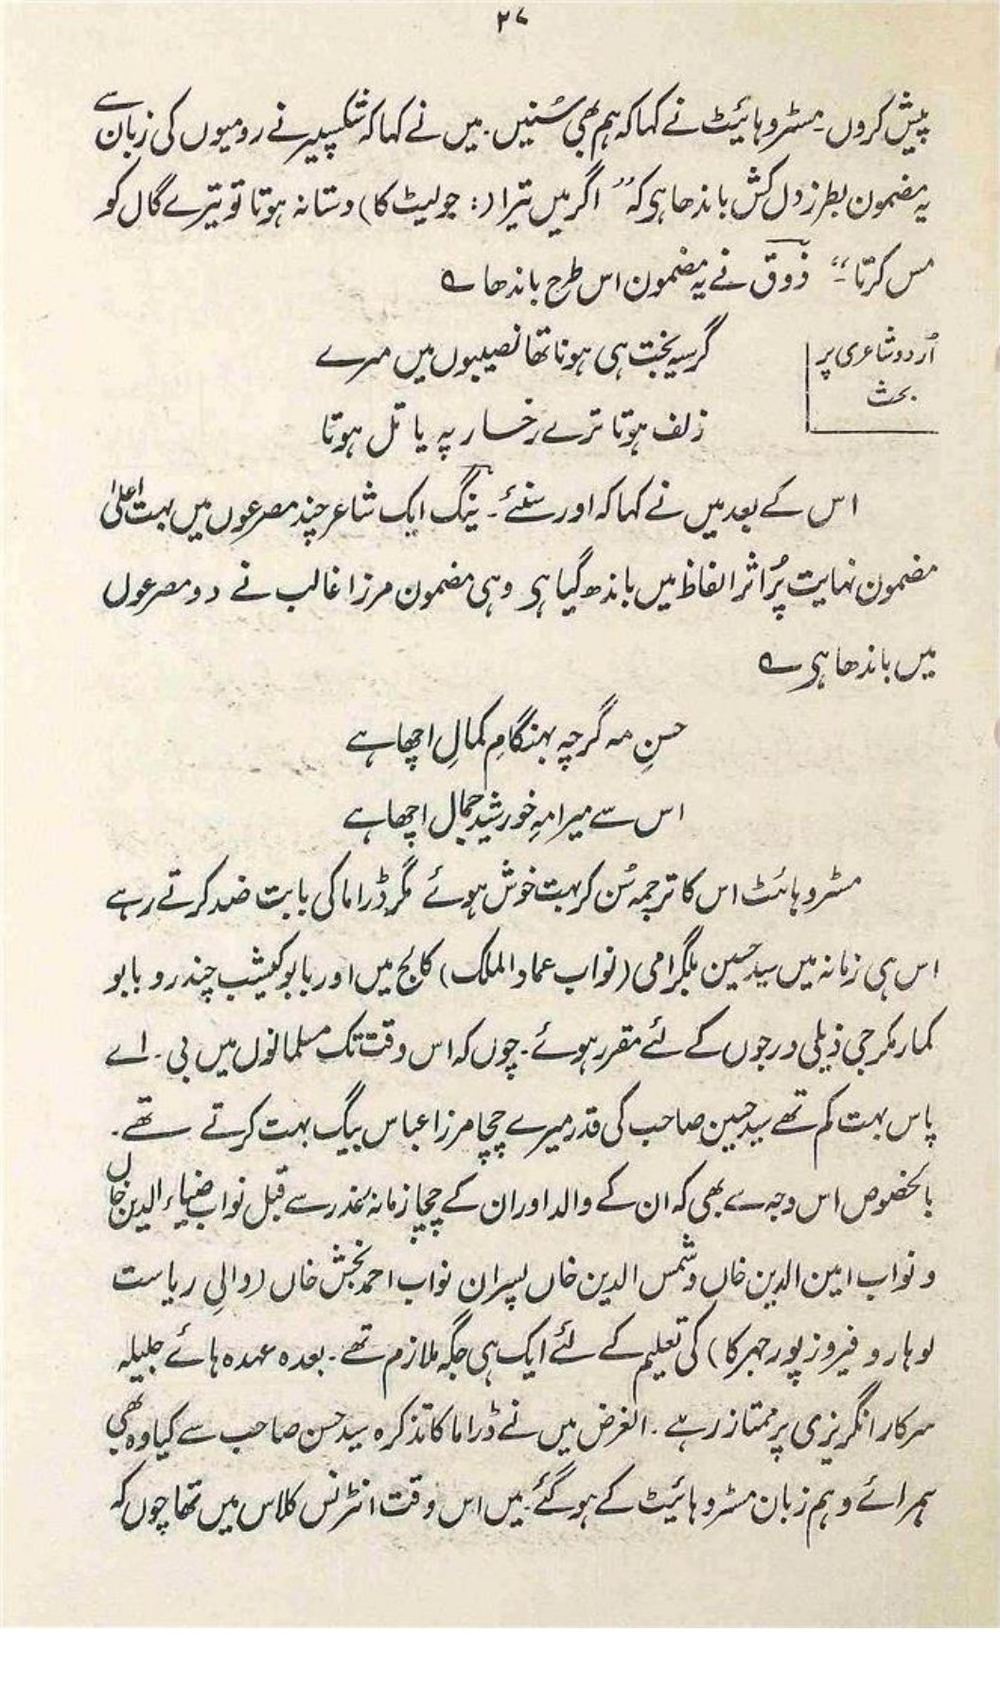 ۲۷
پیش کروں۔ مسٹر وہائیٹ نے کہا کہ ہم بھی سُنیں۔ میں نے کہا کہ شکسپیر نے رومیوں کی زبان سے
یہ مضمون بطرز دل کش باندھا ہی کہ ”اگر میں تیرا (: جولیٹ کا) دستانہ ہوتا تو تیرے گال کو
مس کرتا“۔ ذوق نے یہ مضمون اس طرح باندھا ؎
اُردو شاعری پر
بحث
گر سیہ بخت ہی ہونا تھا نصیبوں میں مرے
زلف ہوتا ترے رخسار پہ یا تل ہوتا
اس کے بعد میں نے کہا کہ اور سنئے۔ ینگ ایک شاعر چند مصرعوں میں بہت اعلیٰ
مضمون نہایت پُر اثر الفاظ میں باندھ گیا ہی وہی مضمون مرزا غالب نے دو مصرعوں
میں باندھا ہی ؎
حسنِ مہ گرچہ بہنگامِ کمالِ اچھا ہے
اس سے میرا مہِ خورشید جمال اچھا ہے
مسٹر وہائٹ اس کا ترجمہ سُن کر بہت خوش ہوئے مگر ڈراما کی بابت ضد کرتے رہے
اس ہی زمانہ میں سید حسین بلگرامی (نواب عماد الملک) کالج میں اور بابو کیشب چندر و بابو
کمار مکرجی ذیلی درجوں کے لئے مقرر ہوئے۔ چوں کہ اس وقت تک مسلمانوں میں بی۔ اے
پاس بہت کم تھے سید حسین صاحب کی قدر میرے چچا مرزا عباس بیگ بہت کرتے تھے۔
بالخصوص اس وجہ سے بھی کہ ان کے والد اور ان کے چچا زمانہ غدر سے قبل نواب ضیاء الدین خاں
و نواب امین الدین خاں و شمس الدین خاں پسران نواب احمد بخش خاں (والیِ ریاست
لوہارو فیروز پور جھرکا) کی تعلیم کے لئے ایک ہی جگہ ملازم تھے۔ بعدہ عہدہ ہائے جلیلہ
سرکار انگریزی پر ممتاز رہے۔ الغرض میں نے ڈراما کا تذکرہ سید حسن صاحب سے کیا وہ بھی
ہمرائے و ہم زبان مسٹر وہائیٹ کے ہو گئے۔ میں اس وقت انٹرنس کلاس میں تھا چوں کہ